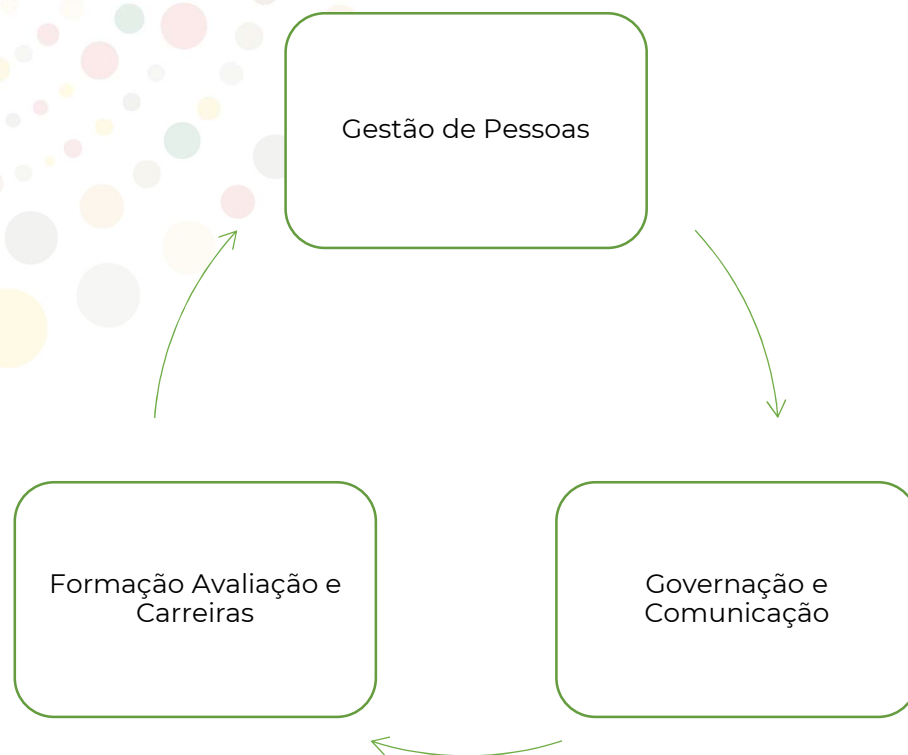 Gestão de Pessoas
Formação Avaliação e
Carreiras
Governação e
Comunicação